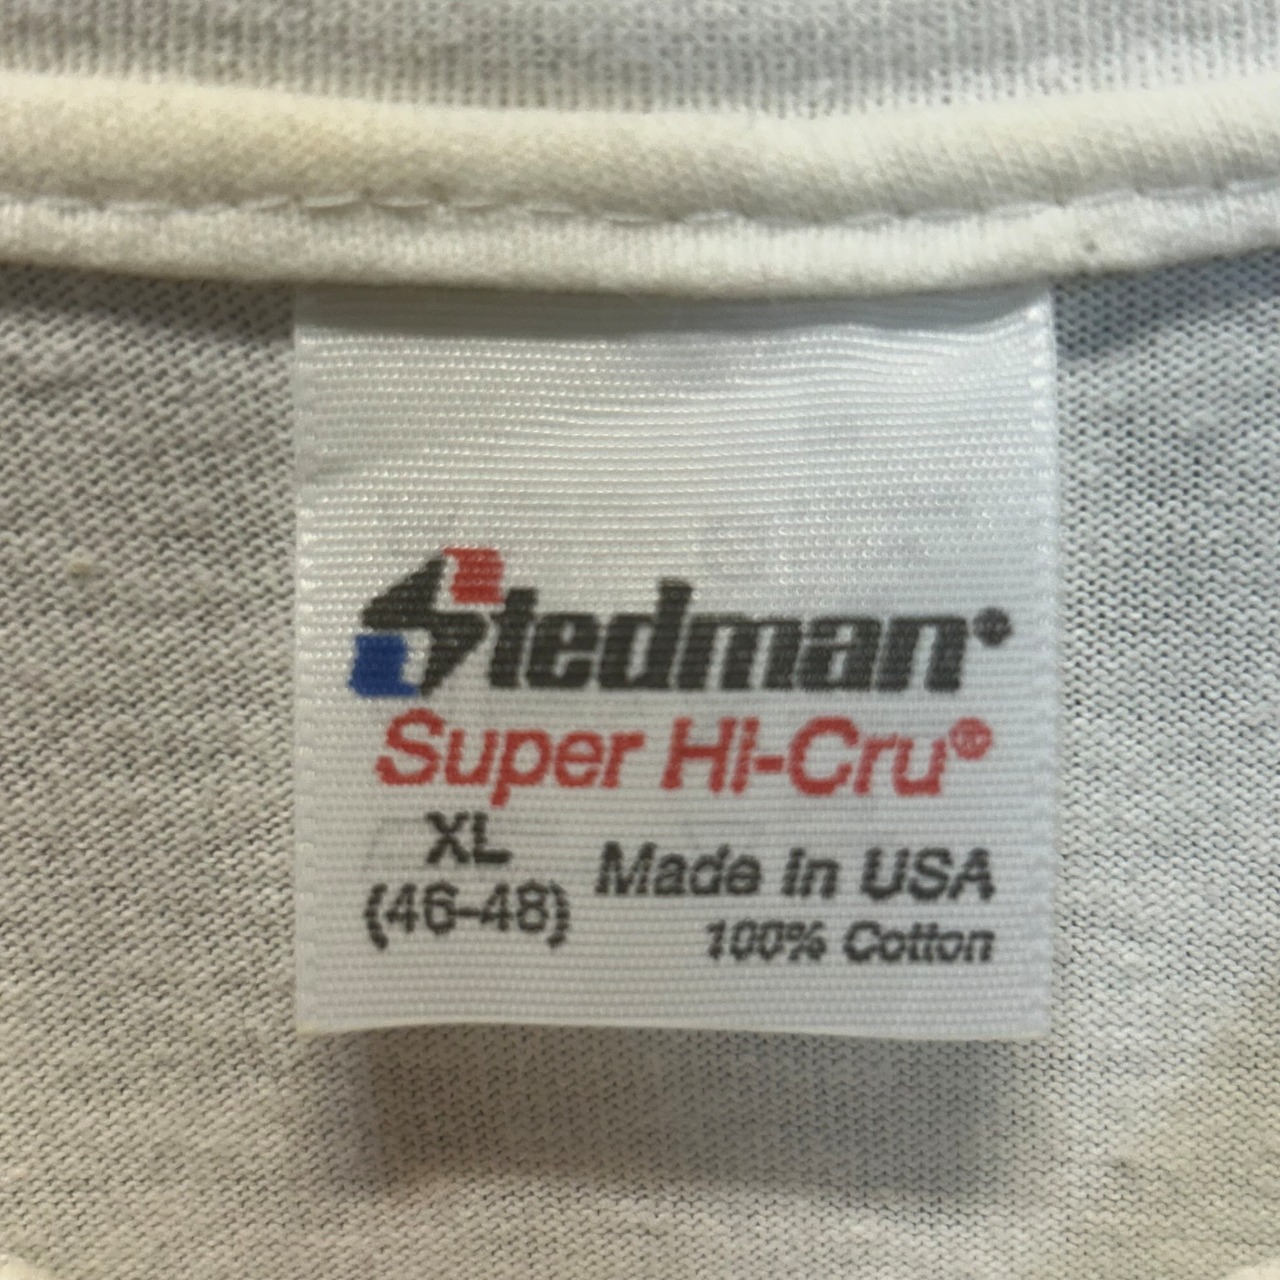 Stedman®
Super Hi-Cru®
XL
(46-48)
Made in USA
100% Cotton